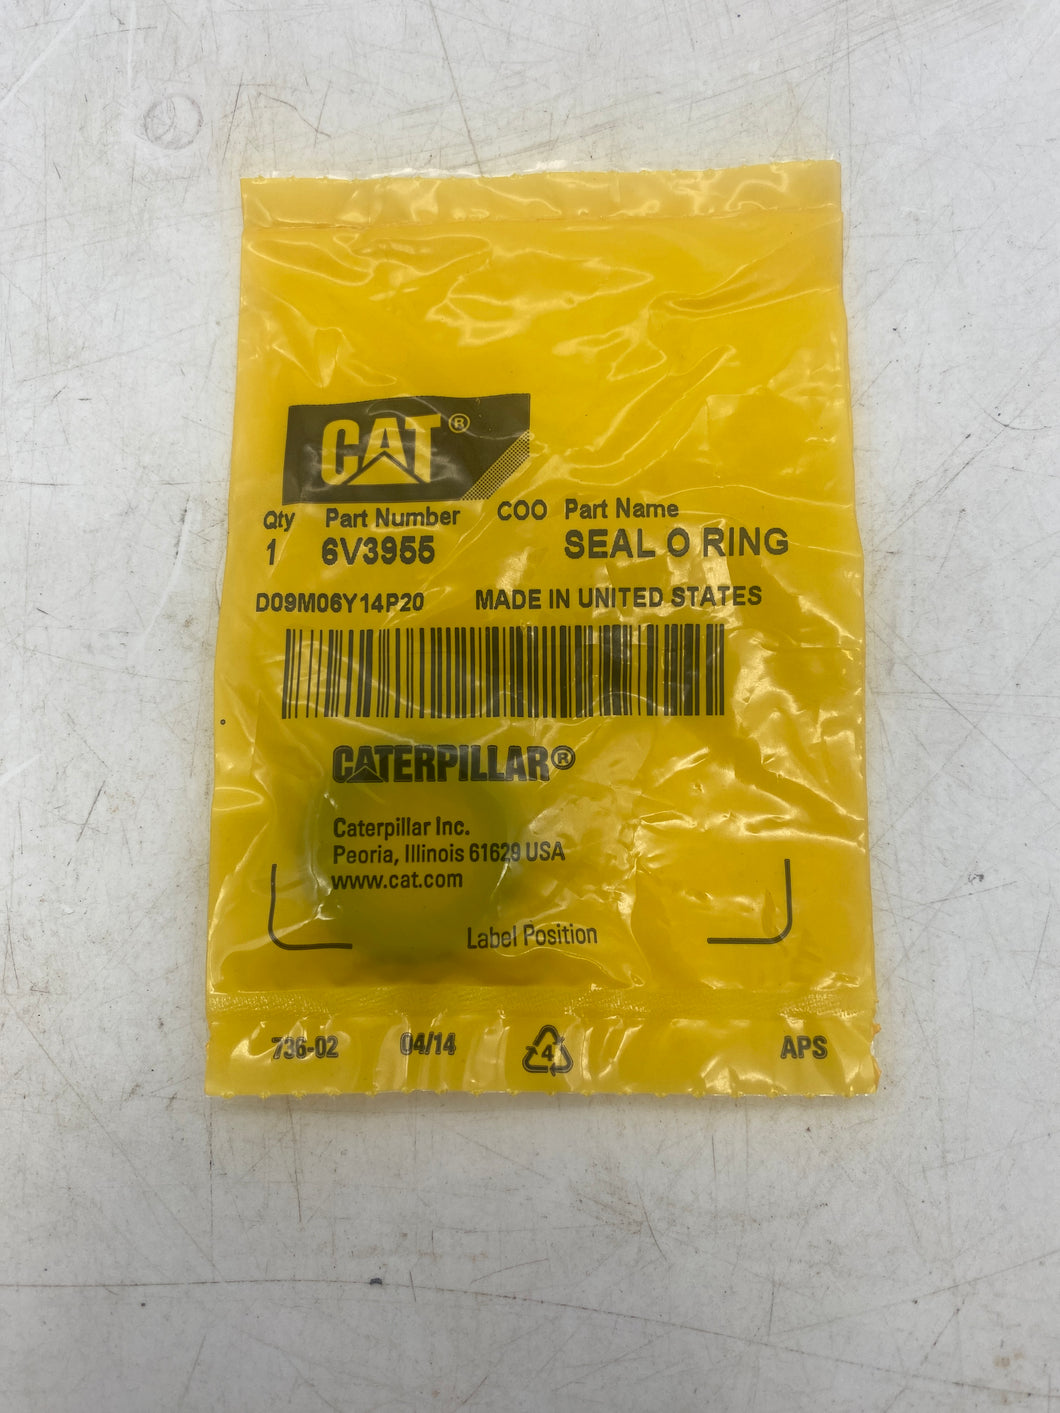 CAT®
Qty Part Number COO Part Name
1 6V3955 SEAL O RING
D09M06Y14P20 MADE IN UNITED STATES
CATERPILLAR®
Caterpillar Inc.
Peoria, Illinois 61629 USA
www.cat.com
Label Position
736-02 04/14 4 APS